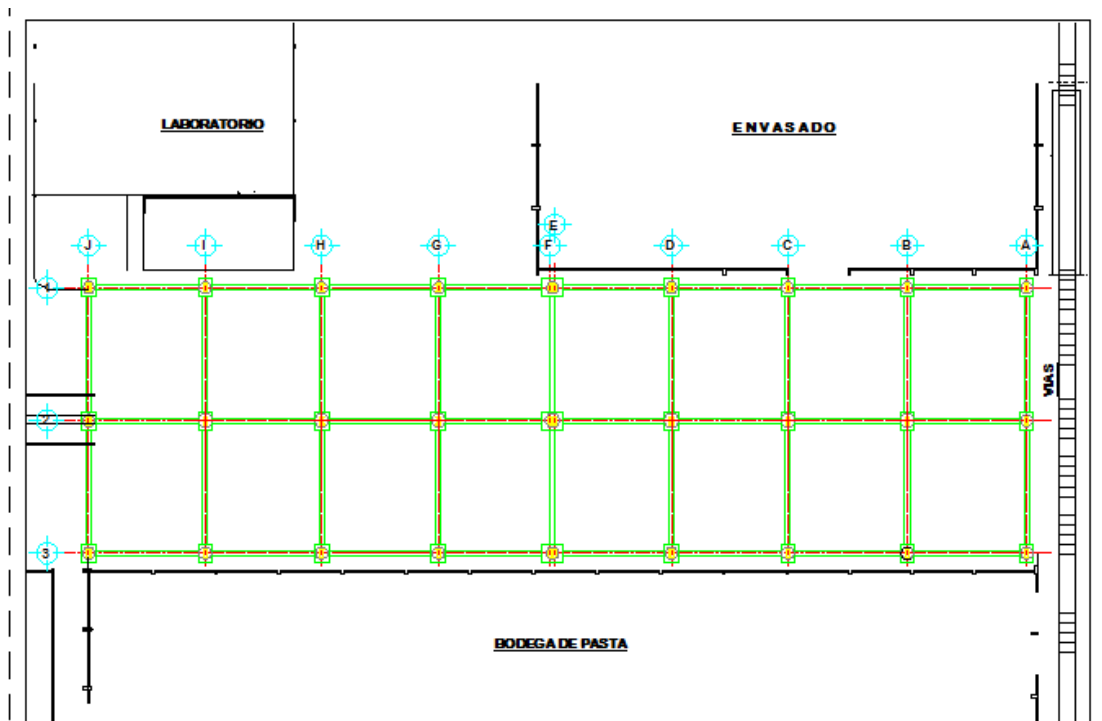 LABORATORIO
ENVASADO
E
J I H G F D C B A
1
VIAS
2
3
BODEGA DE PASTA